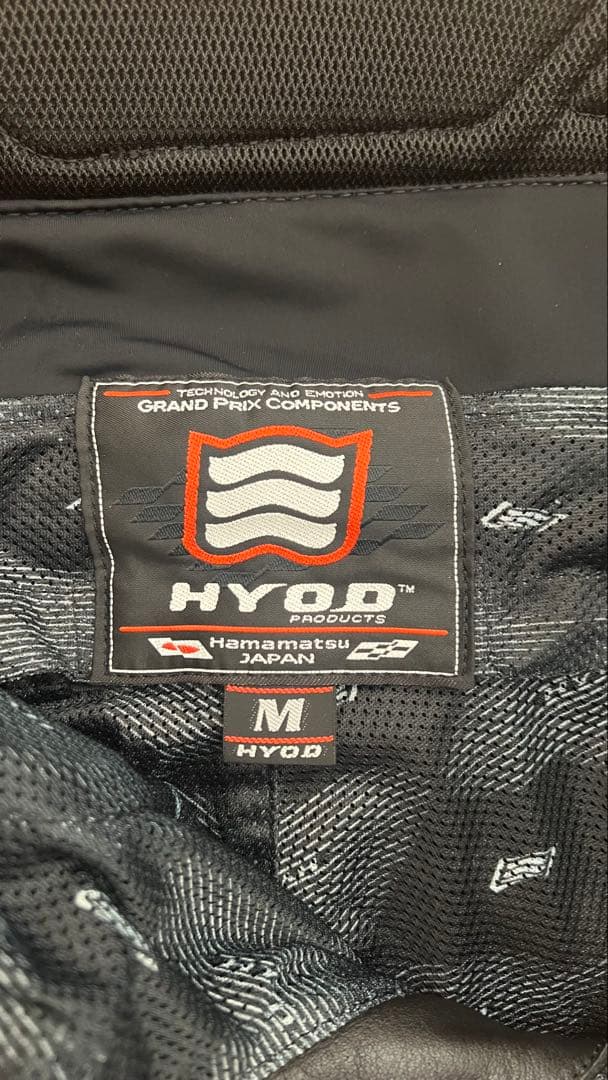 TECHNOLOGY AND EMOTION
GRAND PRIX COMPONENTS
HYOD™
PRODUCTS
Hamamatsu
JAPAN
M
HYOD